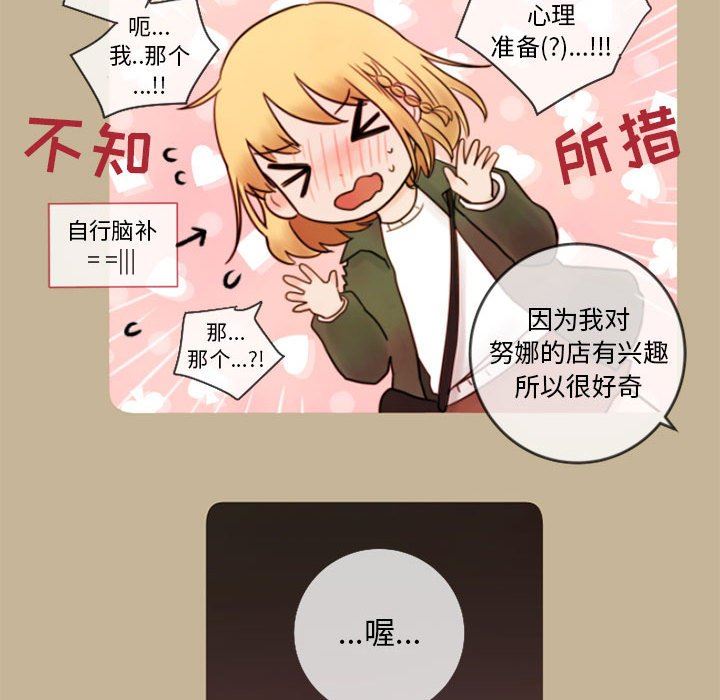 呃...
我..那个
...!!
心理
准备(?)...!!!
不知
所措
自行脑补
= =|||
那...
那个...?!
因为我对
努娜的店有兴趣
所以很好奇
...喔...